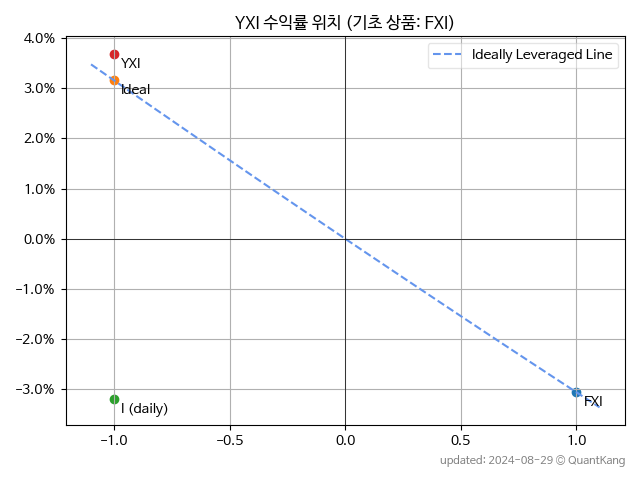 YXI 수익률 위치 (기초 상품: FXI)
Ideally Leveraged Line
4.0%
3.0%
2.0%
1.0%
0.0%
−1.0%
−2.0%
−3.0%
YXI
Ideal
I (daily)
FXI
−1.0
−0.5
0.0
0.5
1.0
updated: 2024-08-29 © QuantKang